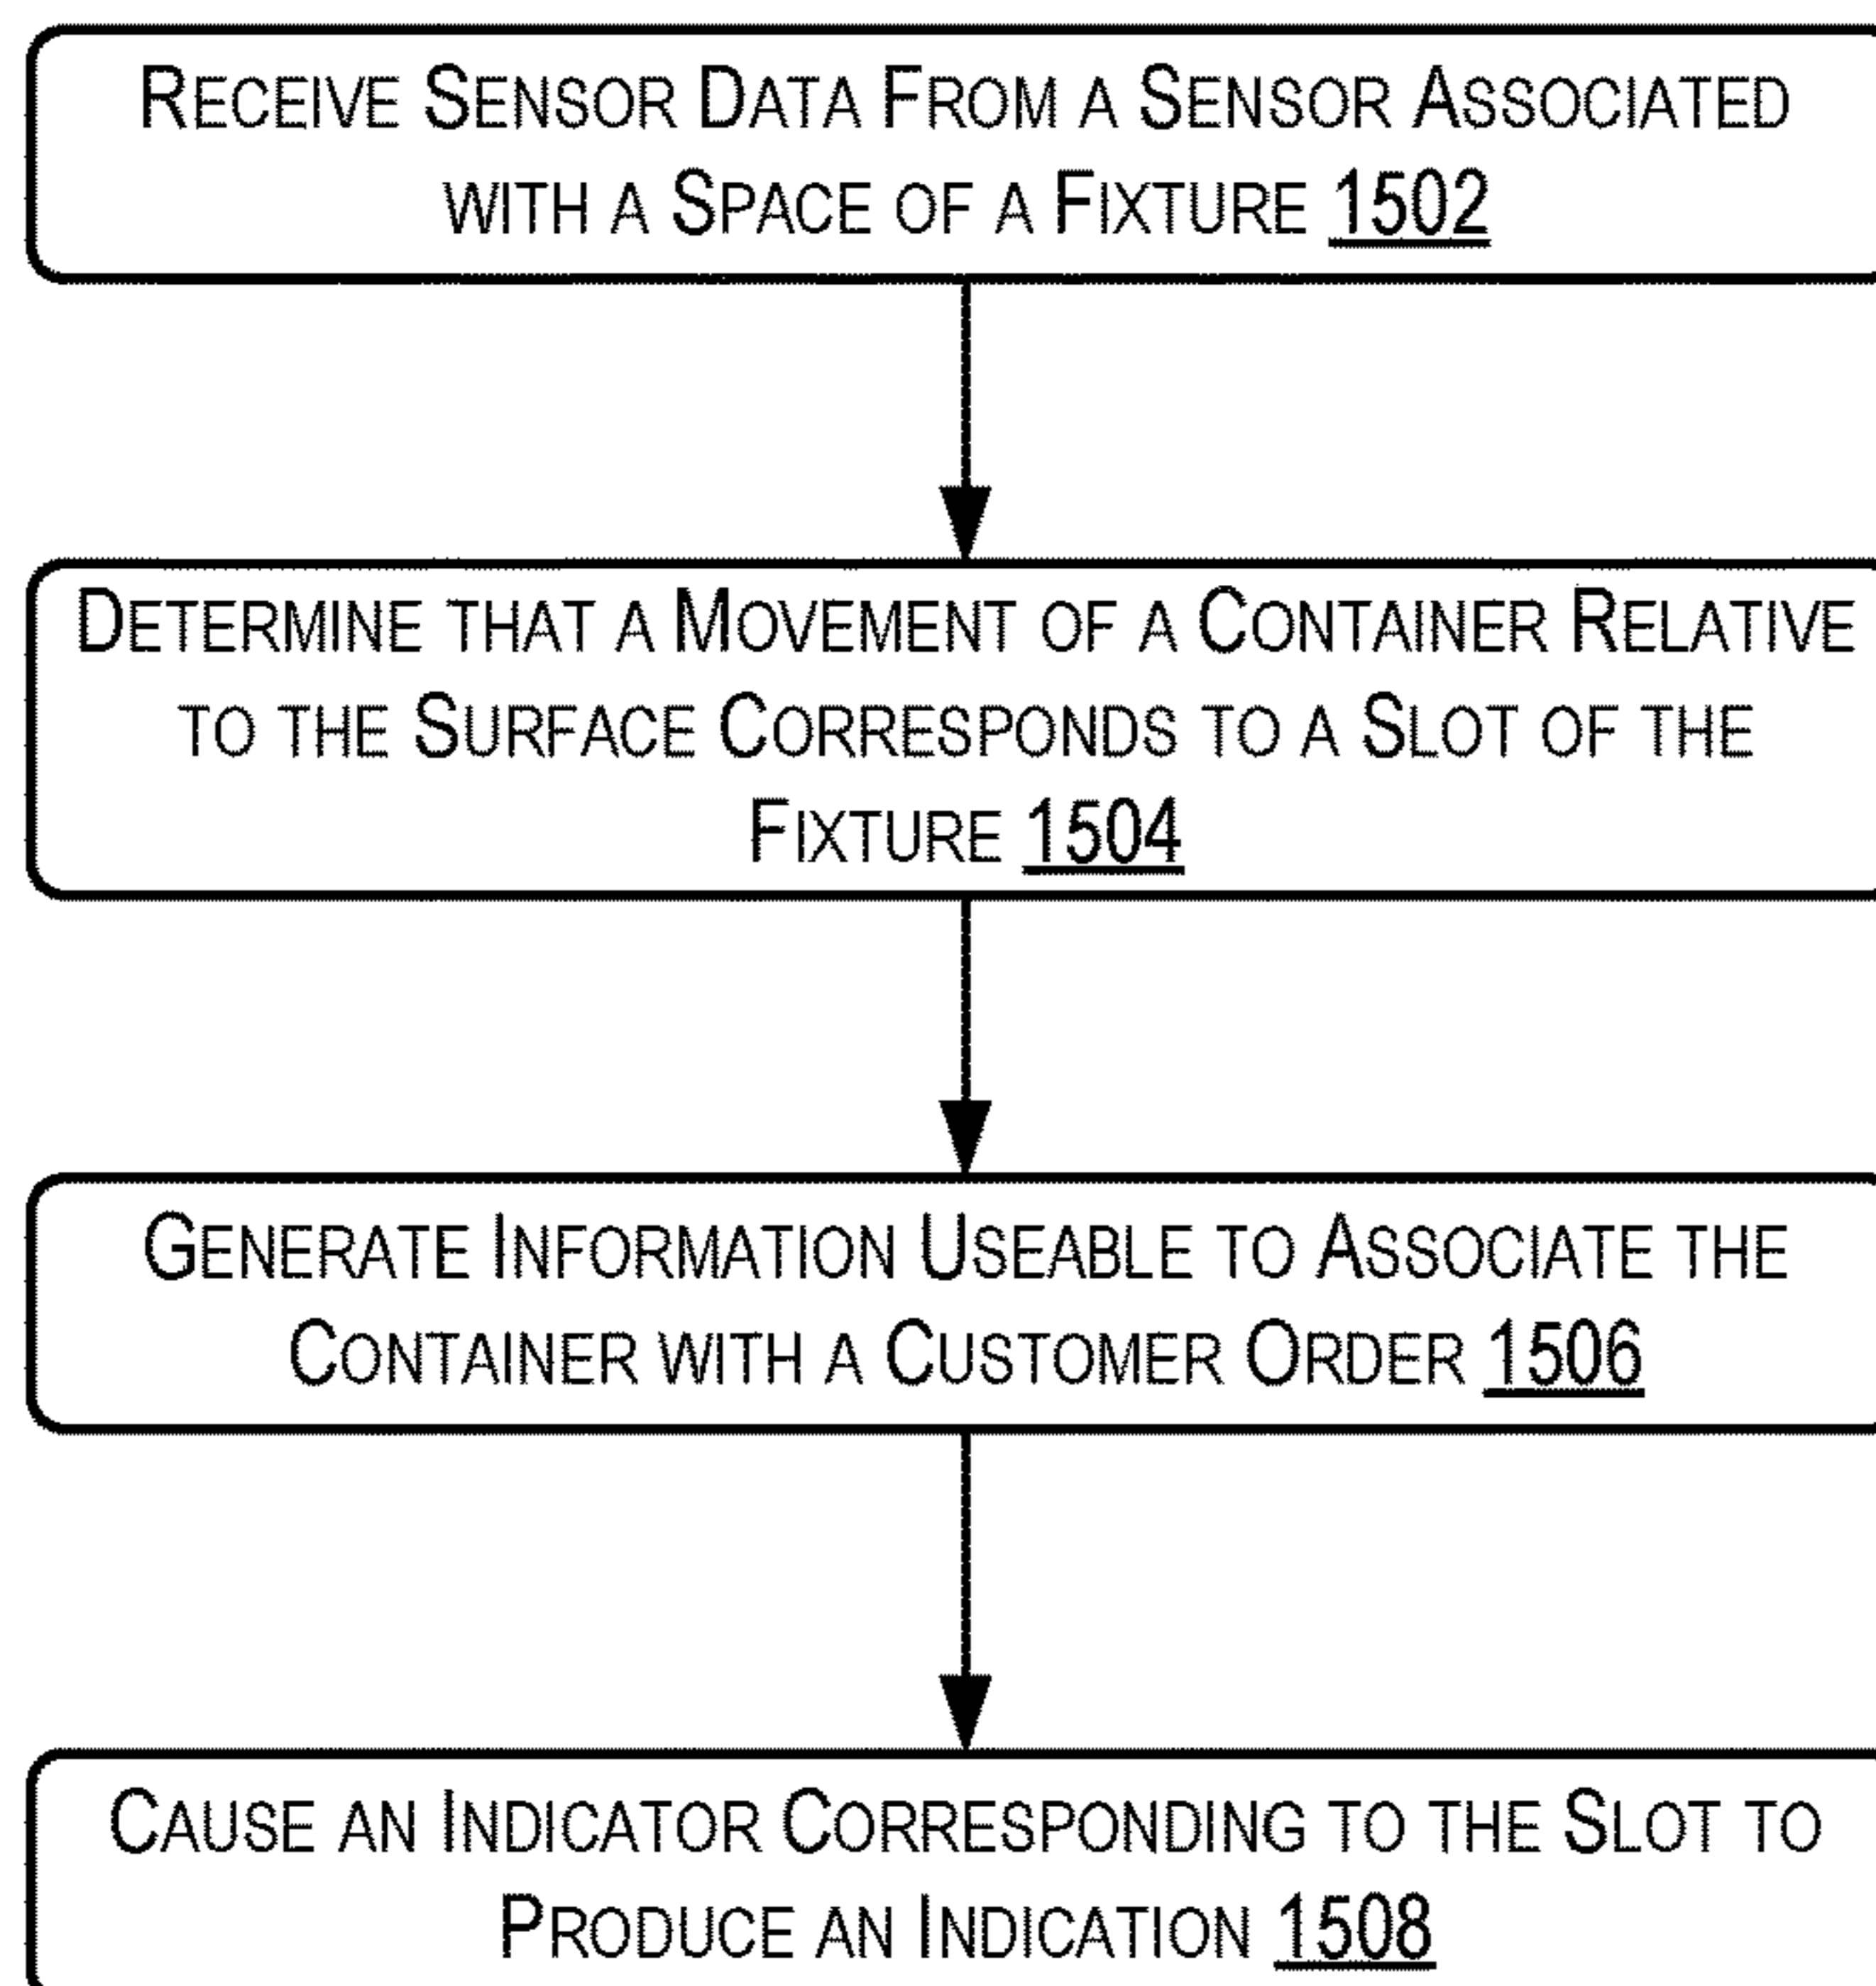 RECEIVE SENSOR DATA FROM A SENSOR ASSOCIATED
WITH A SPACE OF A FIXTURE 1502
DETERMINE THAT A MOVEMENT OF A CONTAINER RELATIVE
TO THE SURFACE CORRESPONDS TO A SLOT OF THE
FIXTURE 1504
GENERATE INFORMATION USEABLE TO ASSOCIATE THE
CONTAINER WITH A CUSTOMER ORDER 1506
CAUSE AN INDICATOR CORRESPONDING TO THE SLOT TO
PRODUCE AN INDICATION 1508